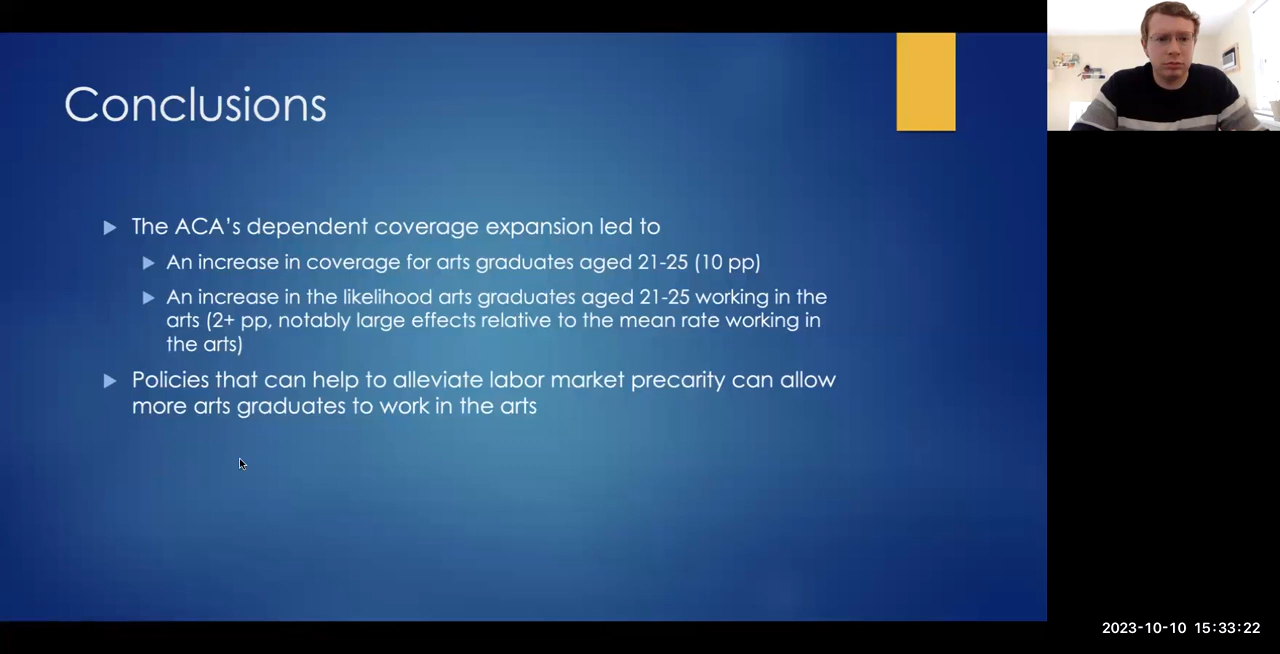 Conclusions
The ACA's dependent coverage expansion led to
An increase in coverage for arts graduates aged 21-25 (10 pp)
An increase in the likelihood arts graduates aged 21-25 working in the
arts (2+ pp, notably large effects relative to the mean rate working in
the arts)
Policies that can help to alleviate labor market precarity can allow
more arts graduates to work in the arts
2023-10-10 15:33:22